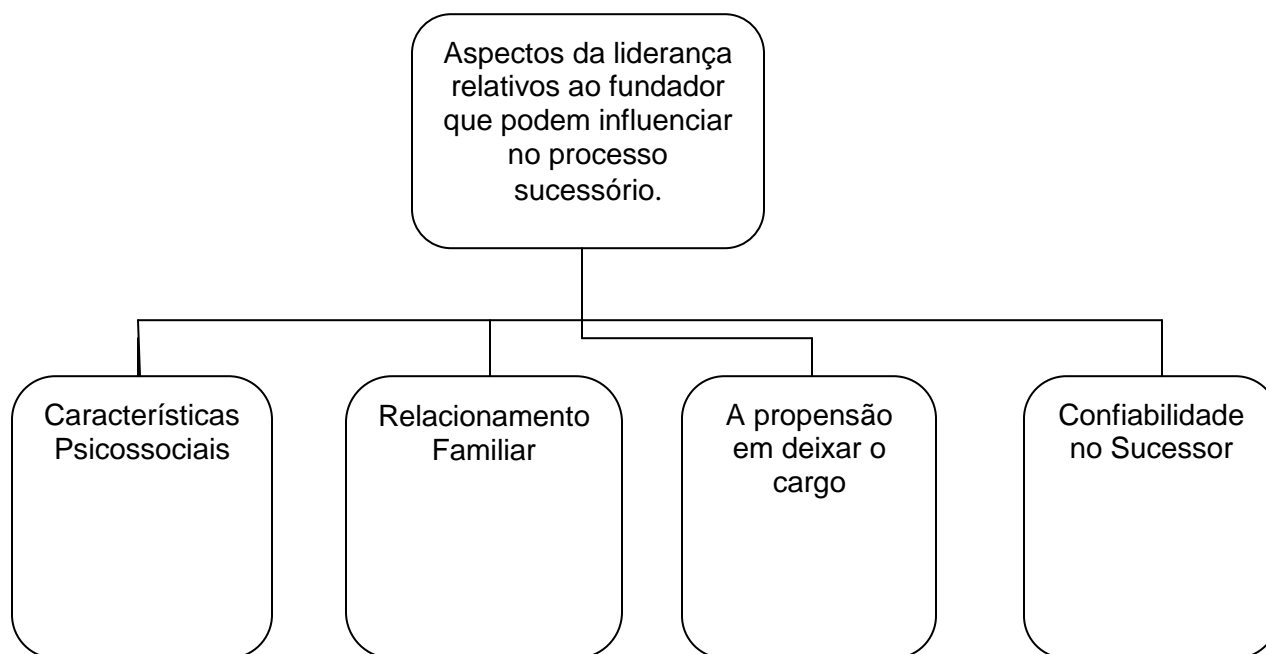 Aspectos da liderança
relativos ao fundador
que podem influenciar
no processo
sucessório.
Características
Psicossociais
Relacionamento
Familiar
A propensão
em deixar o
cargo
Confiabilidade
no Sucessor